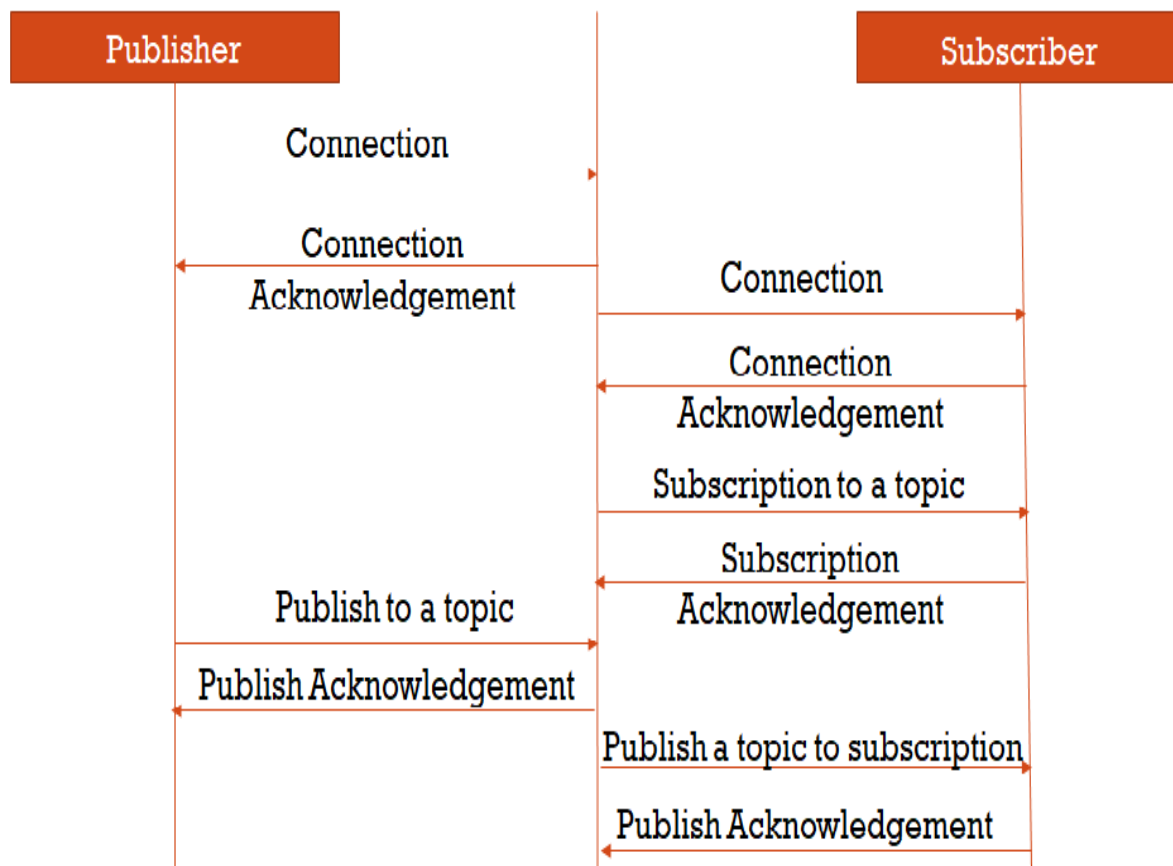 Publisher
Subscriber
Connection
Connection
Acknowledgement
Connection
Connection
Acknowledgement
Subscription to a topic
Subscription
Acknowledgement
Publish to a topic
Publish Acknowledgement
Publish a topic to subscription
Publish Acknowledgement